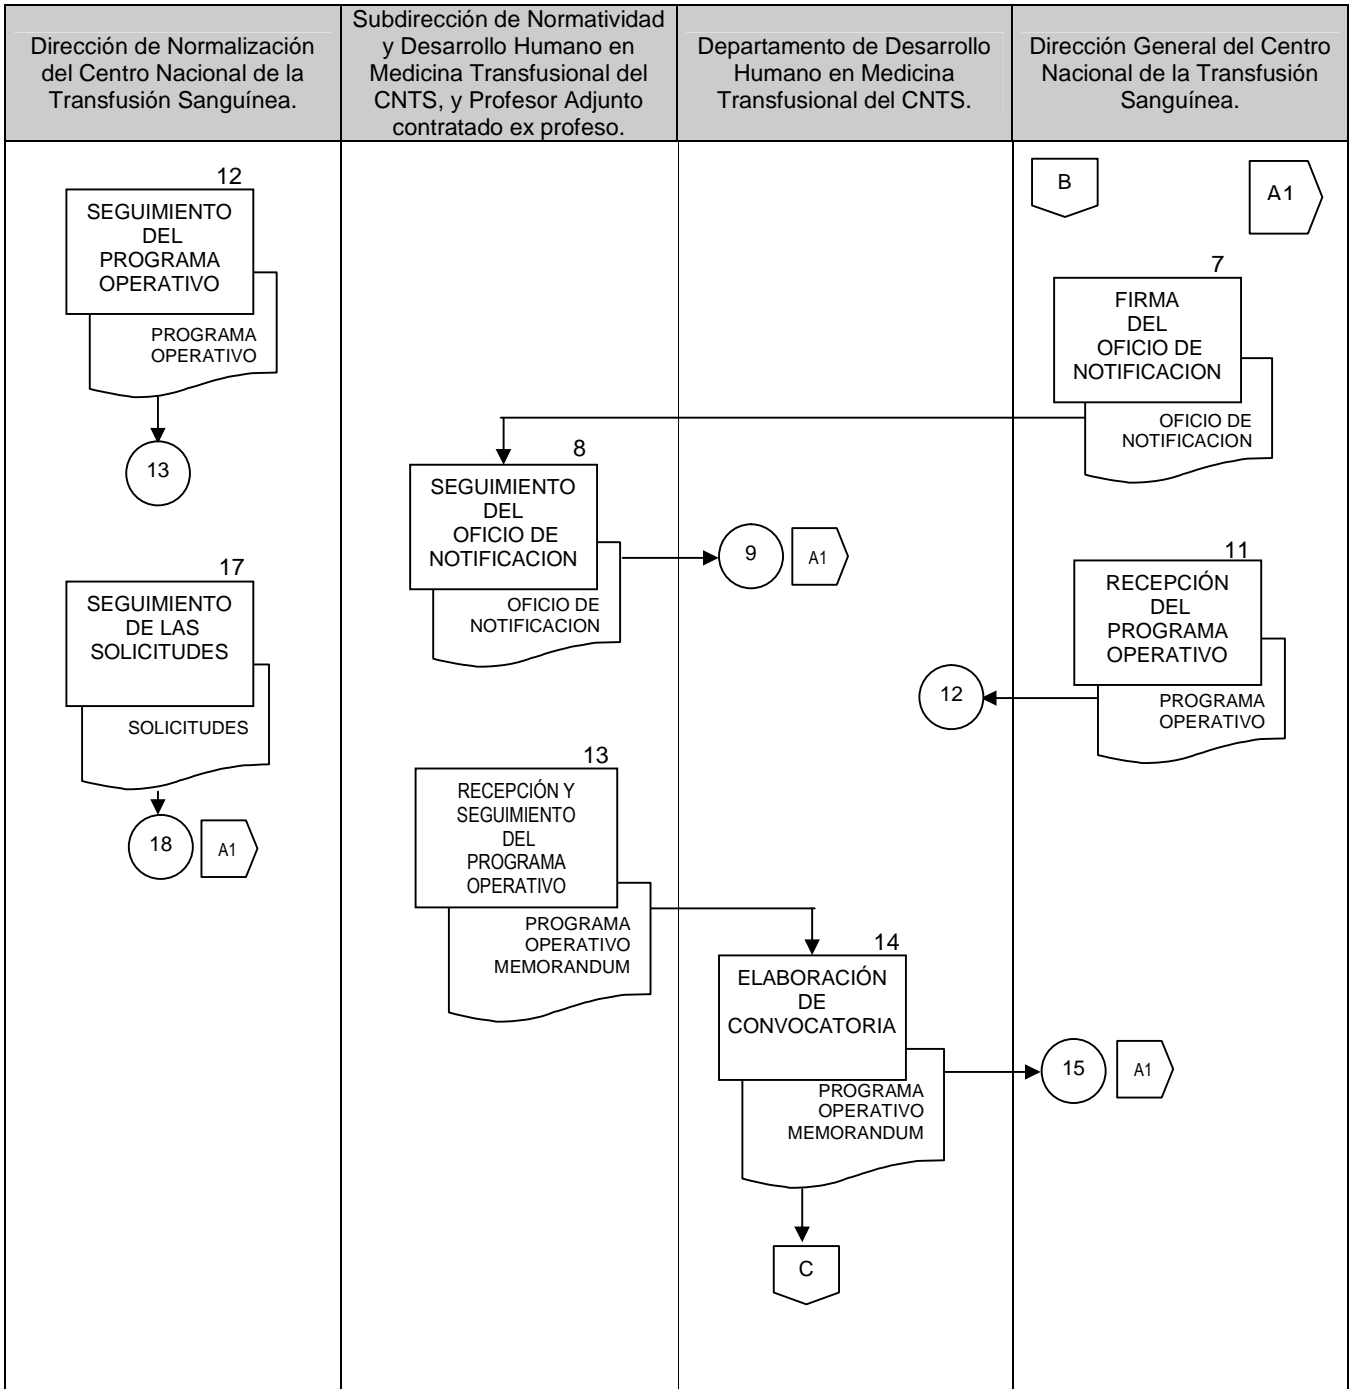 Dirección de Normalización
del Centro Nacional de la
Transfusión Sanguínea.
Subdirección de Normatividad
y Desarrollo Humano en
Medicina Transfusional del
CNTS, y Profesor Adjunto
contratado ex profeso.
Departamento de Desarrollo
Humano en Medicina
Transfusional del CNTS.
Dirección General del Centro
Nacional de la Transfusión
Sanguínea.
12
SEGUIMIENTO
DEL
PROGRAMA
OPERATIVO
PROGRAMA
OPERATIVO
13
17
SEGUIMIENTO
DE LAS
SOLICITUDES
SOLICITUDES
18
A1
8
SEGUIMIENTO
DEL
OFICIO DE
NOTIFICACION
OFICIO DE
NOTIFICACION
13
RECEPCIÓN Y
SEGUIMIENTO
DEL
PROGRAMA
OPERATIVO
PROGRAMA
OPERATIVO
MEMORANDUM
9
A1
12
14
ELABORACIÓN
DE
CONVOCATORIA
PROGRAMA
OPERATIVO
MEMORANDUM
C
B
A1
7
FIRMA
DEL
OFICIO DE
NOTIFICACION
OFICIO DE
NOTIFICACION
11
RECEPCIÓN
DEL
PROGRAMA
OPERATIVO
PROGRAMA
OPERATIVO
15
A1